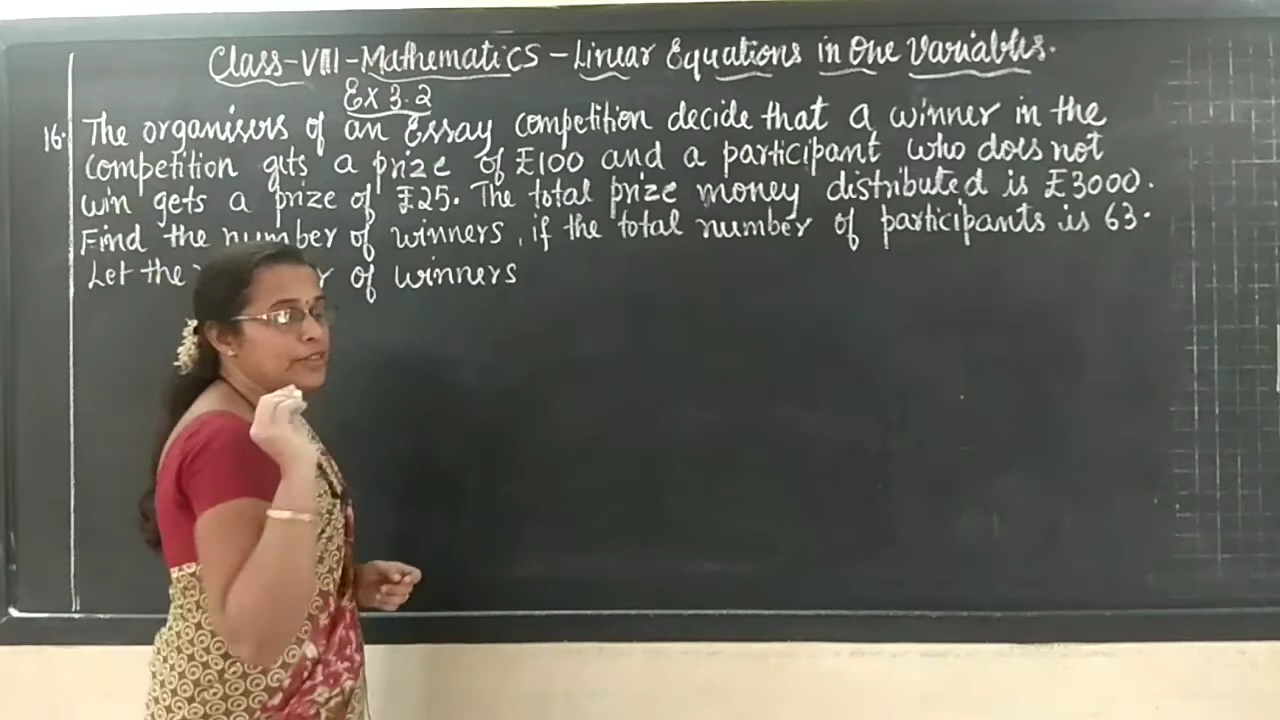 Class-VIII-Mathematics - Linear Equations in One Variables.
Ex 3.2
16. The organisers of an Essay competition decide that a winner in the
competition gets a prize of ₹100 and a participant who does not
win gets a prize of ₹25. The total prize money distributed is ₹3000.
Find the number of winners, if the total number of participants is 63.
Let the of winners